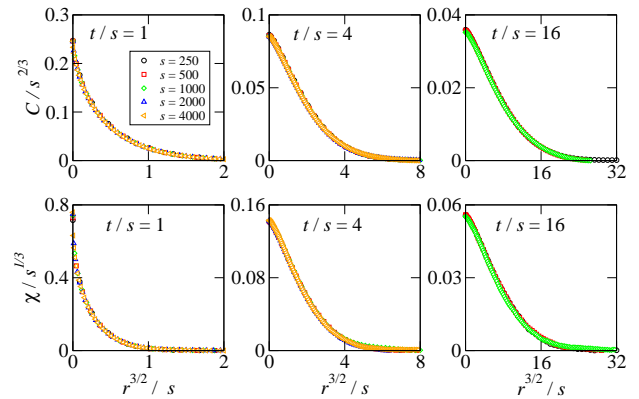 0.3
0.2
0.1
0
0 1 2
C / s^{2/3}
t / s = 1
s = 250
s = 500
s = 1000
s = 2000
s = 4000
0.1
0.05
0
0 4 8
t / s = 4
0.04
0.02
0
0 16 32
t / s = 16
0.8
0.4
0
0 1 2
χ / s^{1/3}
t / s = 1
r^{3/2} / s
0.16
0.08
0
0 4 8
t / s = 4
r^{3/2} / s
0.06
0.03
0
0 16 32
t / s = 16
r^{3/2} / s